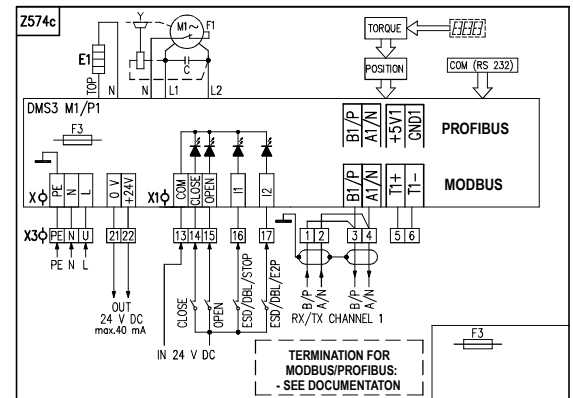 Z574c
Y
M1~
F1
TORQUE
E1
C
POSITION
COM (RS 232)
TOP
N
N
L1
L2
DMS3 M1/P1
F3
B1/P
A1/N
+5V1
GND1
PROFIBUS
X
PE
N
L
0 V
+24V
X1
COM
CLOSE
OPEN
I1
I2
B1/P
A1/N
T1+
T1-
MODBUS
X3
PE N U
21 22
13 14 15
16
17
1 2
3 4
5 6
PE N L
OUT
24 V DC
max.40 mA
CLOSE
OPEN
ESD/DBL/STOP
ESD/DBL/E2P
B/P
A/N
B/P
A/N
RX/TX CHANNEL 1
IN 24 V DC
TERMINATION FOR
MODBUS/PROFIBUS:
- SEE DOCUMENTATON
F3